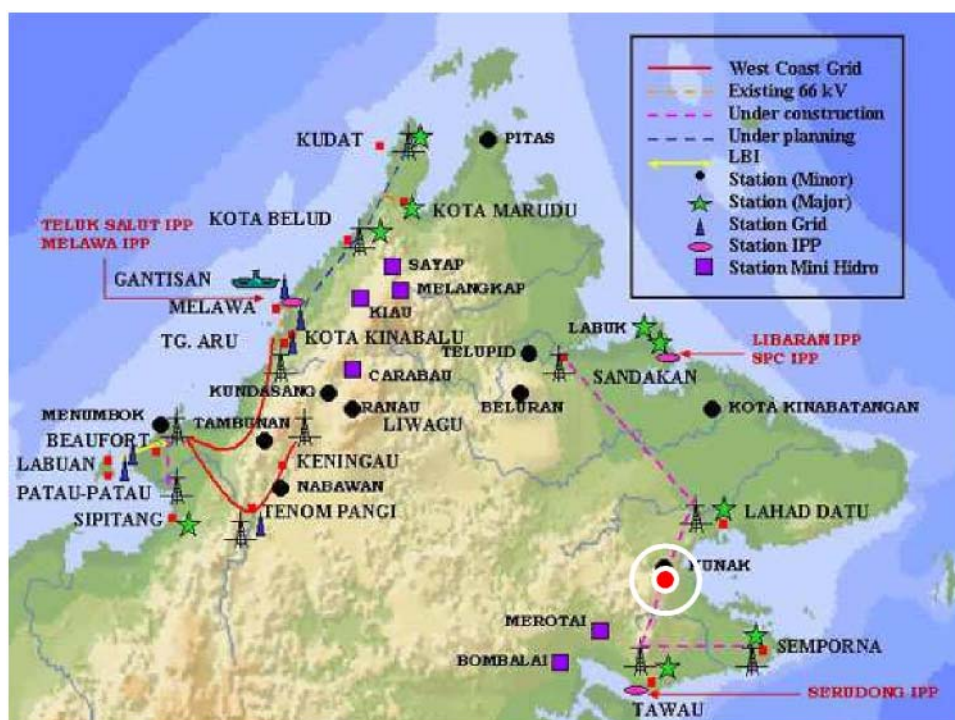 West Coast Grid
Existing 66 kV
Under construction
Under planning
LBI
Station (Minor)
Station (Major)
Station Grid
Station IPP
Station Mini Hidro
KUDAT
PITAS
KOTA BELUD
KOTA MARUDU
TELUK SALUT IPP
MELAWA IPP
GANTISAN
SAYAP
MELANGKAP
MELAWA
KIAU
TG. ARU
KOTA KINABALU
LABUK
LIBARAN IPP
SPC IPP
TELUPID
SANDAKAN
CARABAU
KUNDASANG
RANAU
BELURAN
KOTA KINABATANGAN
LIWAGU
MENUMBOK
TAMBUNAN
BEAUFORT
LABUAN
KENINGAU
NABAWAN
PATAU-PATAU
SIPITANG
TENOM PANGI
LAHAD DATU
KUNAK
MEROTAI
BOMBALAI
SEMPORNA
SERUDONG IPP
TAWAU